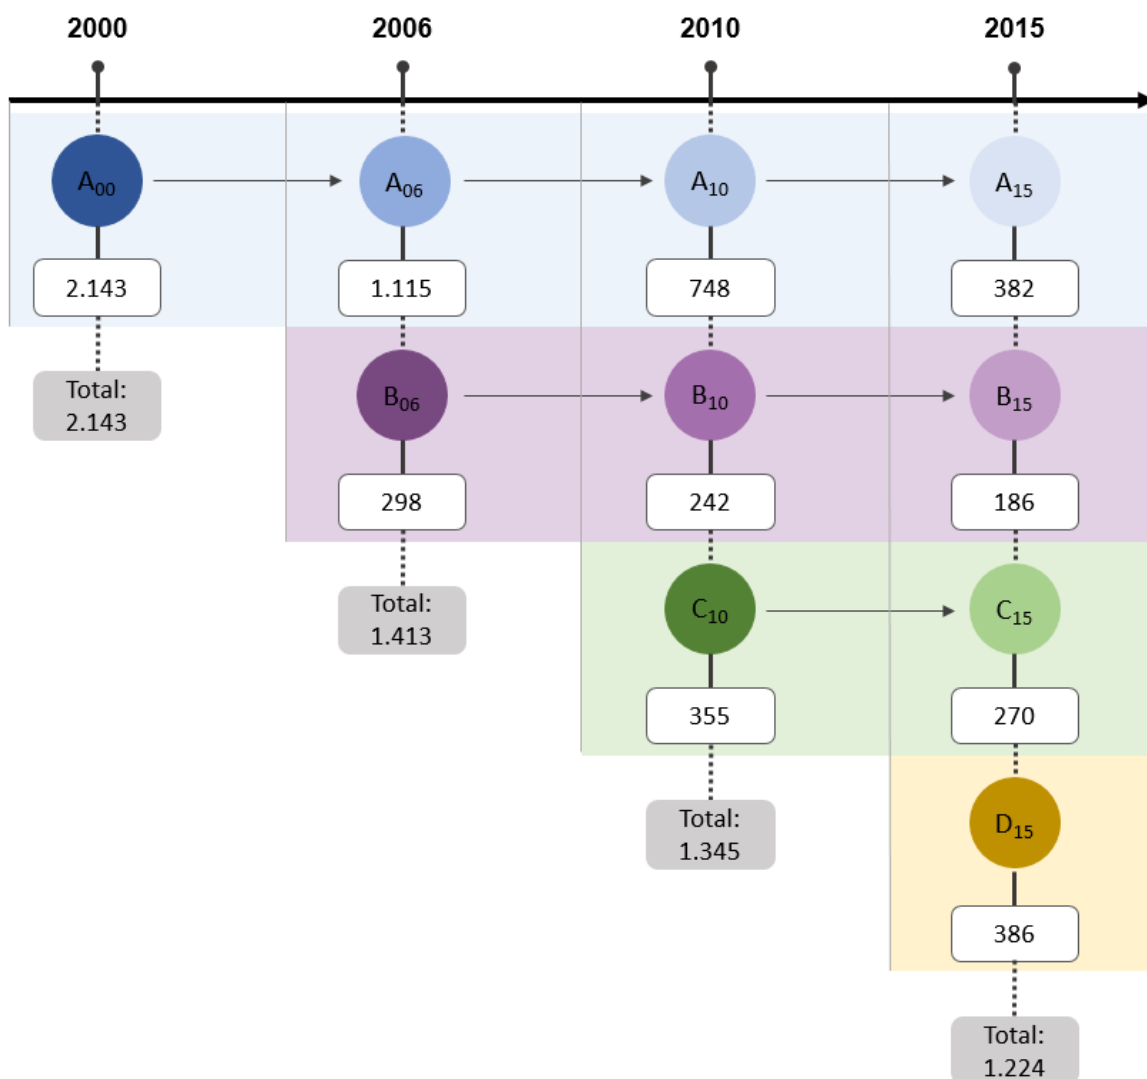 2000 2006 2010 2015
A₀₀ A₀₆ A₁₀ A₁₅
2.143 1.115 748 382
Total:
2.143
B₀₆ B₁₀ B₁₅
298 242 186
Total:
1.413
C₁₀ C₁₅
355 270
Total:
1.345
D₁₅
386
Total:
1.224